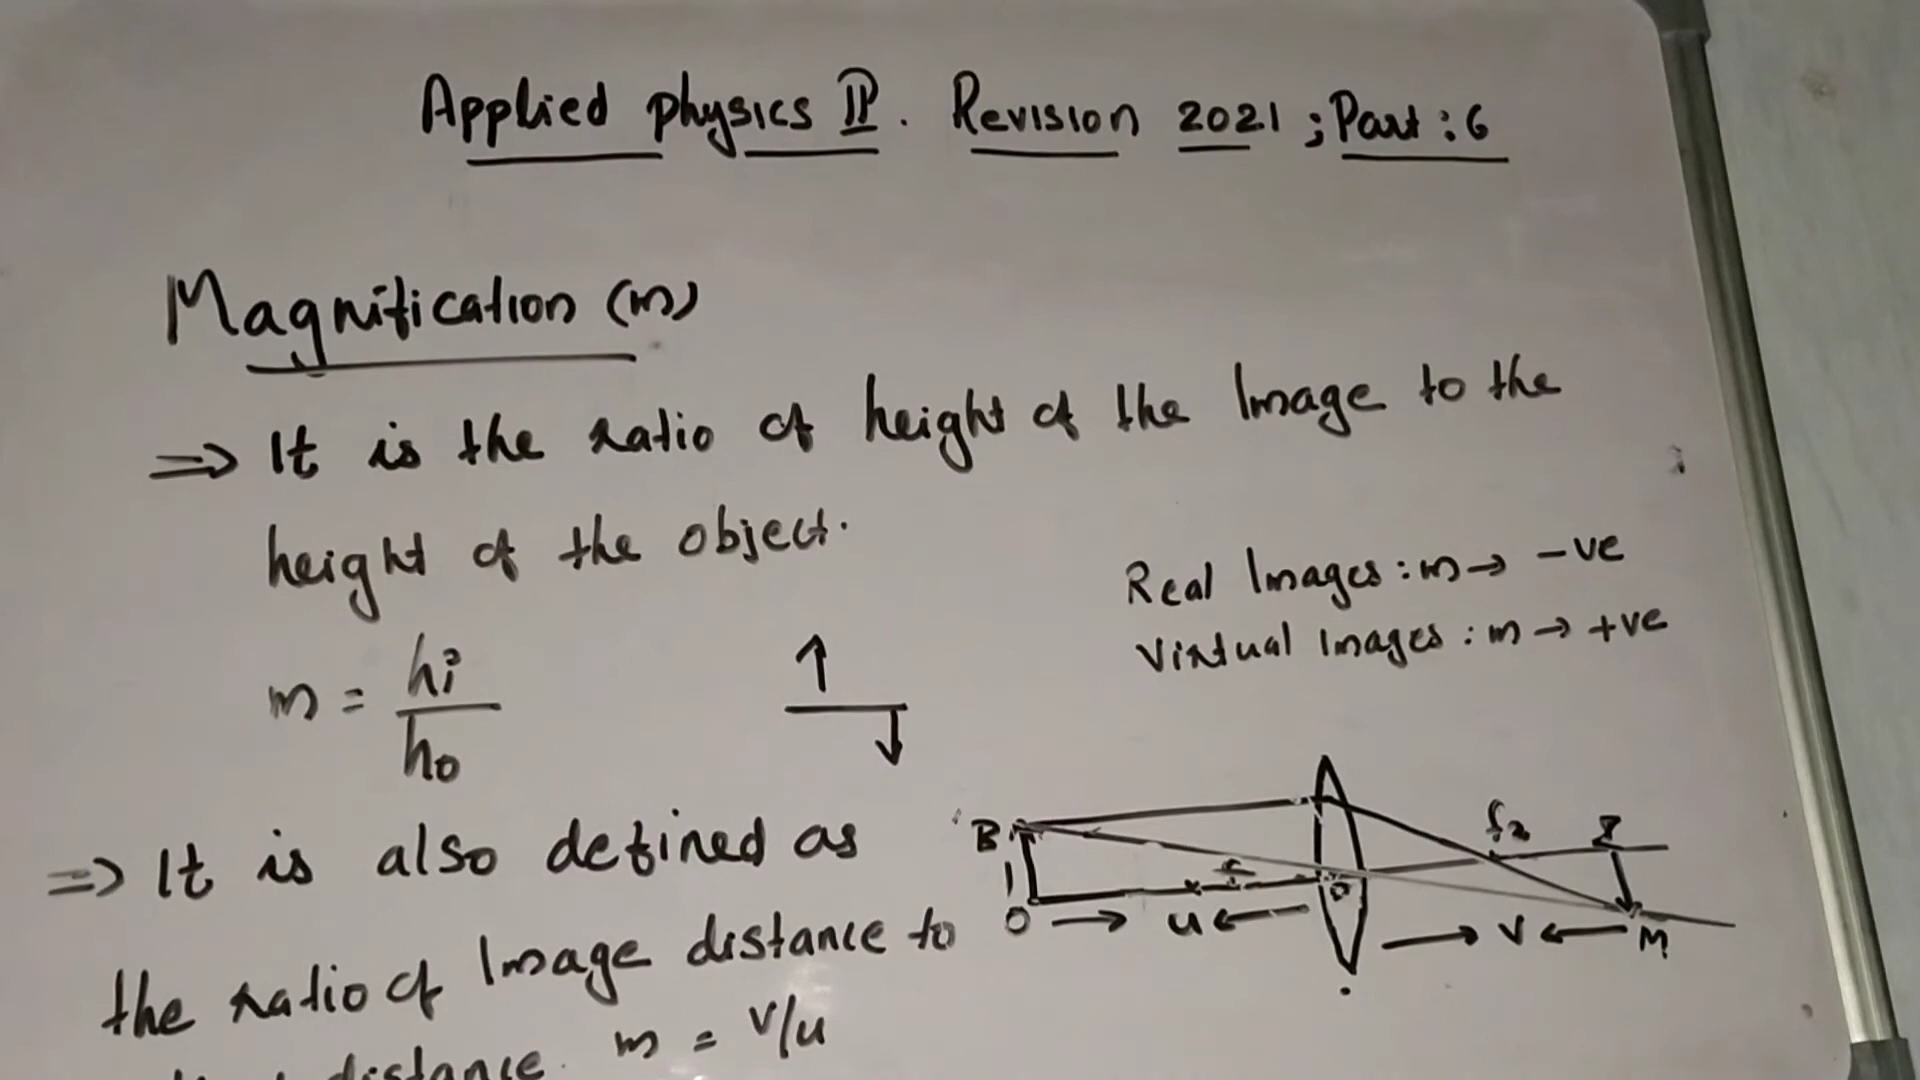 Applied physics II. Revision 2021 ; Part : 6
Magnification (m)
⇒ It is the ratio of height of the Image to the
height of the object.
Real Images : m → -ve
Virtual Images : m → +ve
m = hi/ho
⇒ It is also defined as
the ratio of Image distance to
distance. m = v/u
B
O
u
f2
v
M